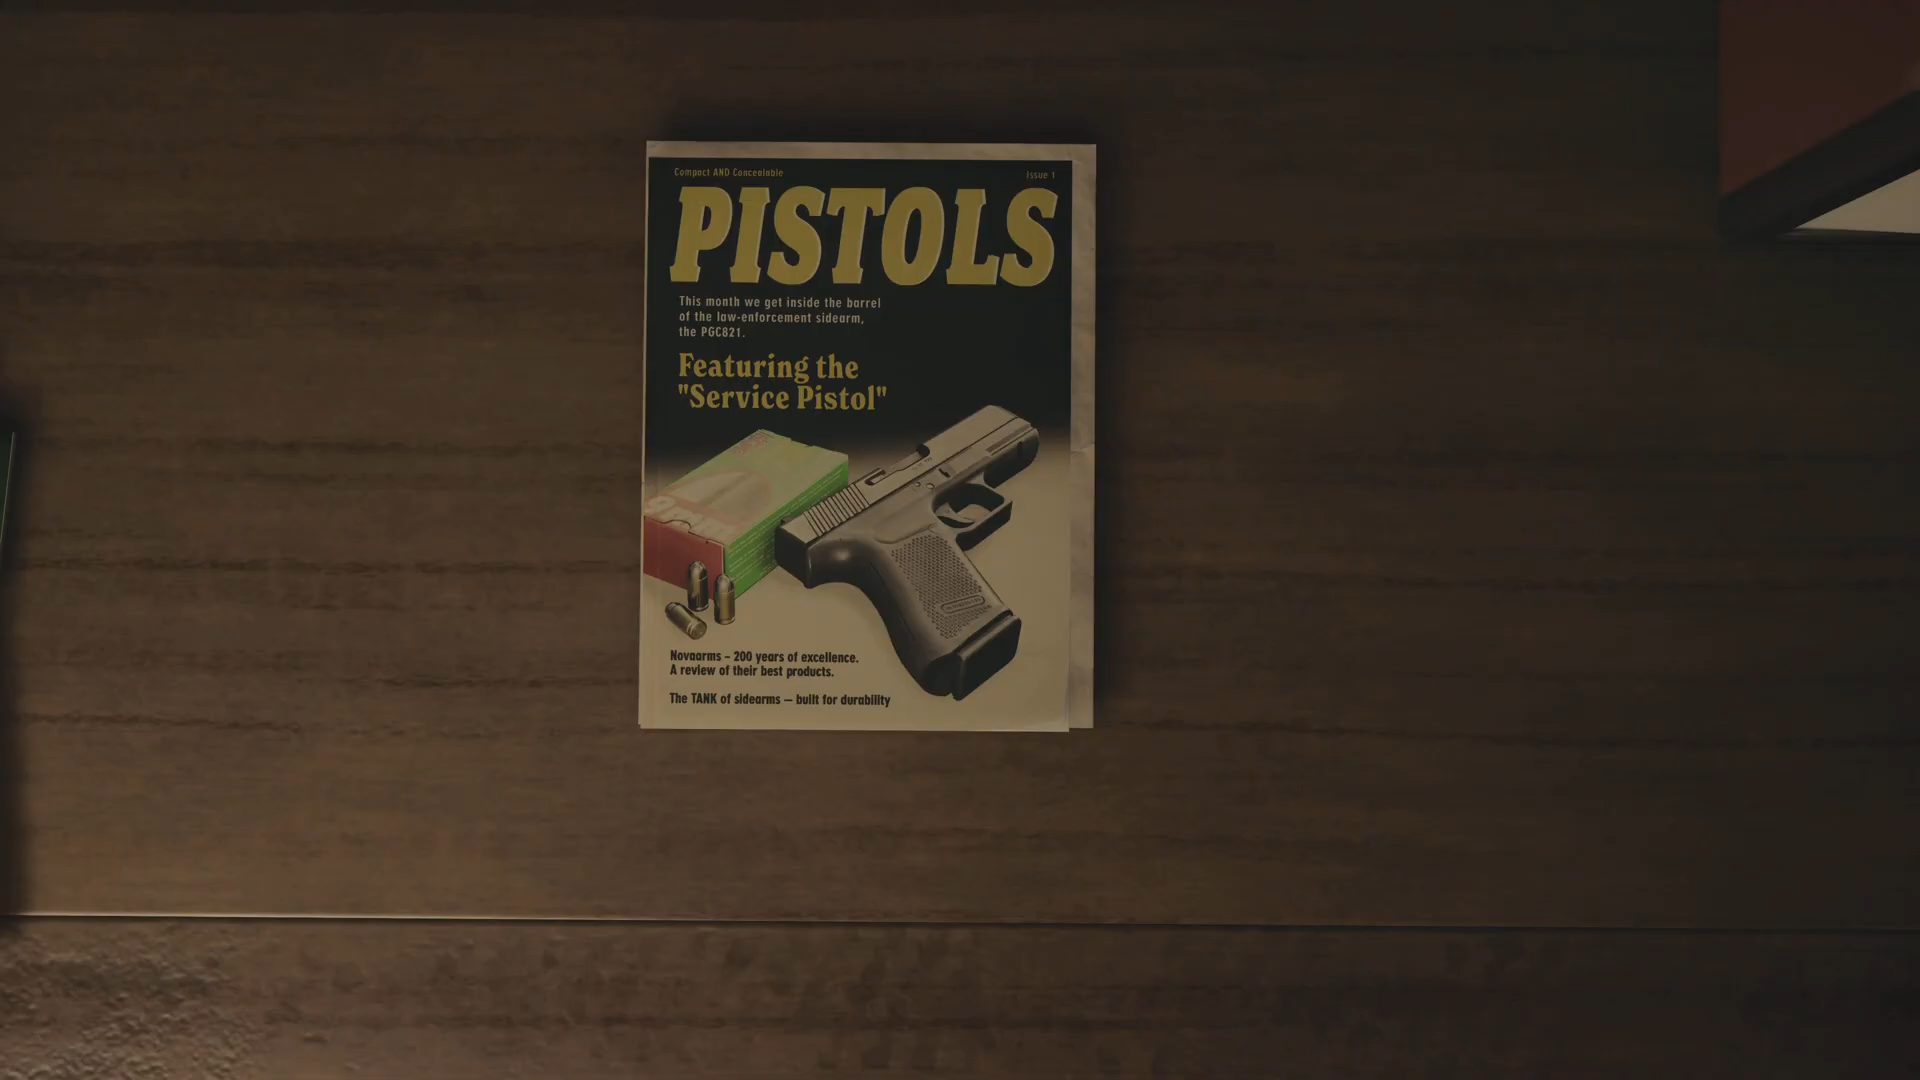 Compact AND Concealable
Issue 1
PISTOLS
This month we get inside the barrel
of the law-enforcement sidearm,
the PGC821.
Featuring the
"Service Pistol"
9mm
Novaarms – 200 years of excellence.
A review of their best products.
The TANK of sidearms – built for durability